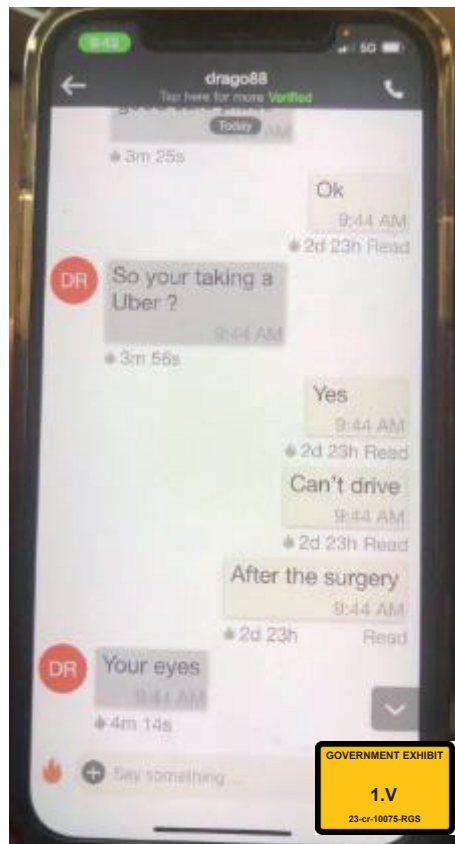 5G
drago88
Tap here for more Verified
Today
AM
3m 25s
Ok
9:44 AM
2d 23h Read
DR
So your taking a
Uber ?
9:44 AM
3m 56s
Yes
9:44 AM
2d 23h Read
Can't drive
9:44 AM
2d 23h Read
After the surgery
9:44 AM
2d 23h Read
DR
Your eyes
9:44 AM
4m 14s
Say something ...
GOVERNMENT EXHIBIT
1.V
23-cr-10075-RGS